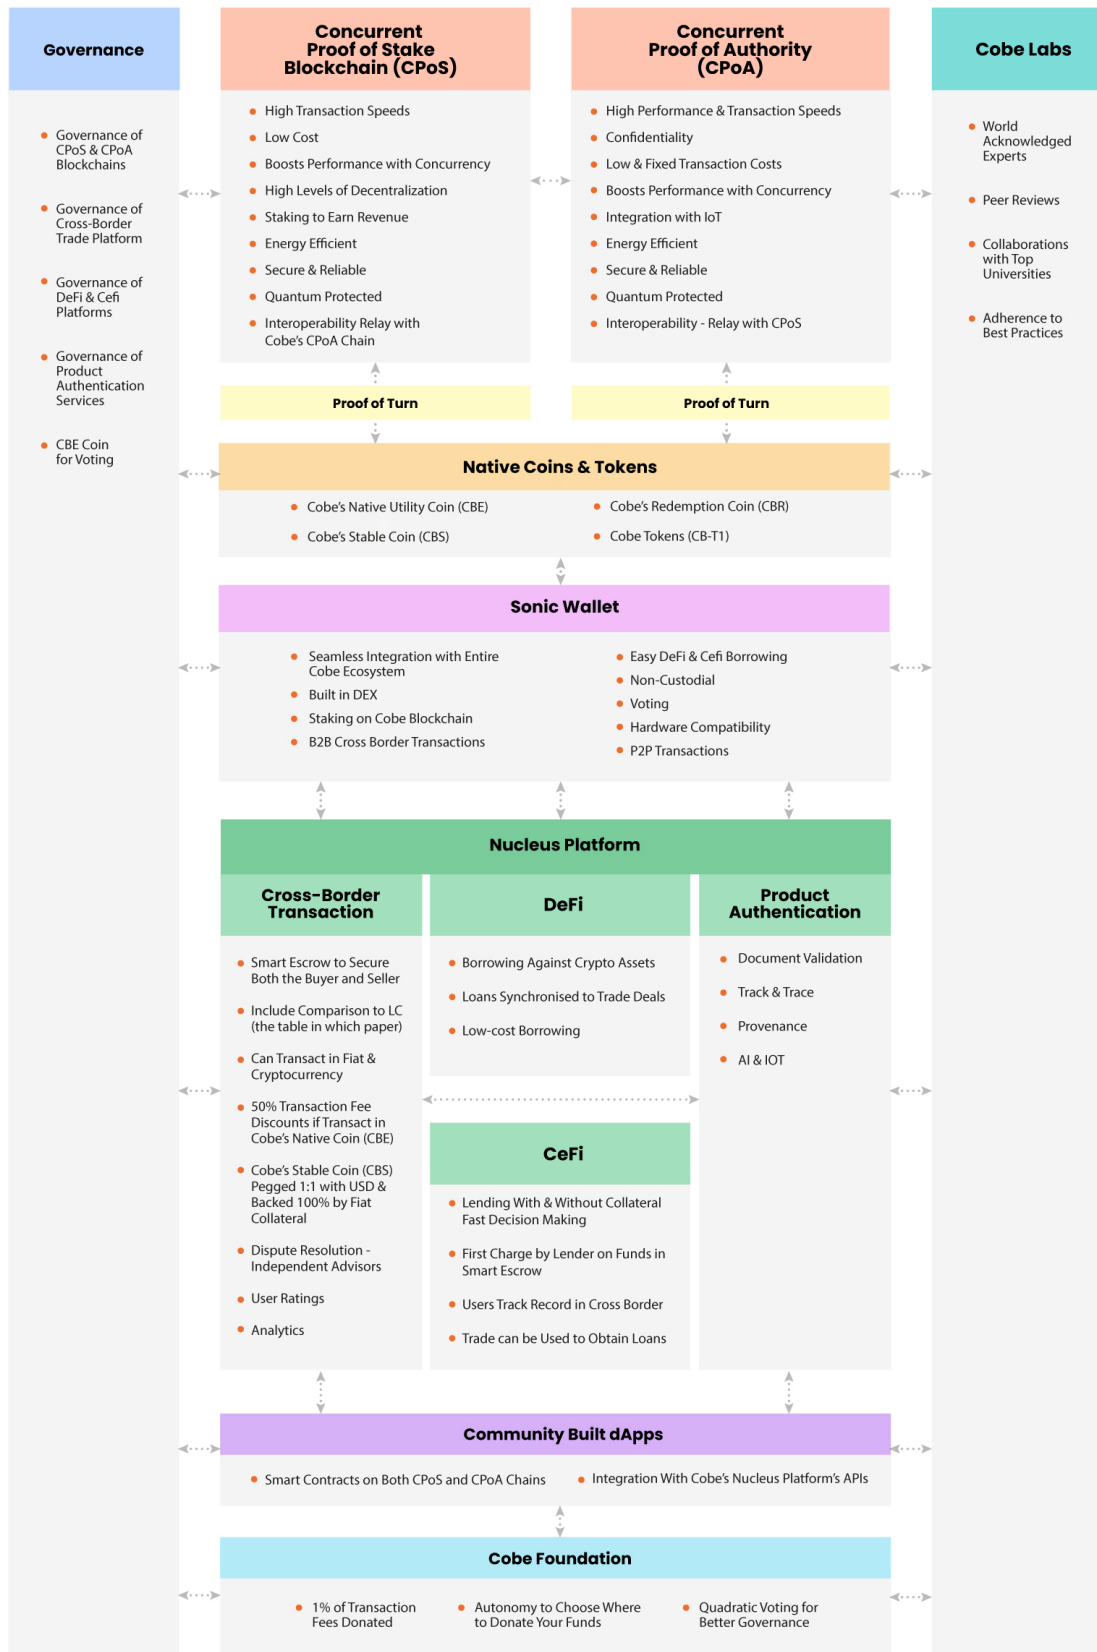 Governance
Governance of
CPoS & CPoA
Blockchains
Governance of
Cross-Border
Trade Platform
Governance of
DeFi & Cefi
Platforms
Governance of
Product
Authentication
Services
CBE Coin
for Voting
Concurrent
Proof of Stake
Blockchain (CPoS)
High Transaction Speeds
Low Cost
Boosts Performance with Concurrency
High Levels of Decentralization
Staking to Earn Revenue
Energy Efficient
Secure & Reliable
Quantum Protected
Interoperability Relay with
Cobe's CPoA Chain
Concurrent
Proof of Authority
(CPoA)
High Performance & Transaction Speeds
Confidentiality
Low & Fixed Transaction Costs
Boosts Performance with Concurrency
Integration with IoT
Energy Efficient
Secure & Reliable
Quantum Protected
Interoperability - Relay with CPoS
Cobe Labs
World
Acknowledged
Experts
Peer Reviews
Collaborations
with Top
Universities
Adherence to
Best Practices
Proof of Turn
Proof of Turn
Native Coins & Tokens
Cobe's Native Utility Coin (CBE)
Cobe's Stable Coin (CBS)
Cobe's Redemption Coin (CBR)
Cobe Tokens (CB-T1)
Sonic Wallet
Seamless Integration with Entire
Cobe Ecosystem
Built in DEX
Staking on Cobe Blockchain
B2B Cross Border Transactions
Easy DeFi & Cefi Borrowing
Non-Custodial
Voting
Hardware Compatibility
P2P Transactions
Nucleus Platform
Cross-Border
Transaction
Smart Escrow to Secure
Both the Buyer and Seller
Include Comparison to LC
(the table in which paper)
Can Transact in Fiat &
Cryptocurrency
50% Transaction Fee
Discounts if Transact in
Cobe's Native Coin (CBE)
Cobe's Stable Coin (CBS)
Pegged 1:1 with USD &
Backed 100% by Fiat
Collateral
Dispute Resolution -
Independent Advisors
User Ratings
Analytics
DeFi
Borrowing Against Crypto Assets
Loans Synchronised to Trade Deals
Low-cost Borrowing
CeFi
Lending With & Without Collateral
Fast Decision Making
First Charge by Lender on Funds in
Smart Escrow
Users Track Record in Cross Border
Trade can be Used to Obtain Loans
Product
Authentication
Document Validation
Track & Trace
Provenance
AI & IOT
Community Built dApps
Smart Contracts on Both CPoS and CPoA Chains
Integration With Cobe's Nucleus Platform's APIs
Cobe Foundation
1% of Transaction
Fees Donated
Autonomy to Choose Where
to Donate Your Funds
Quadratic Voting for
Better Governance